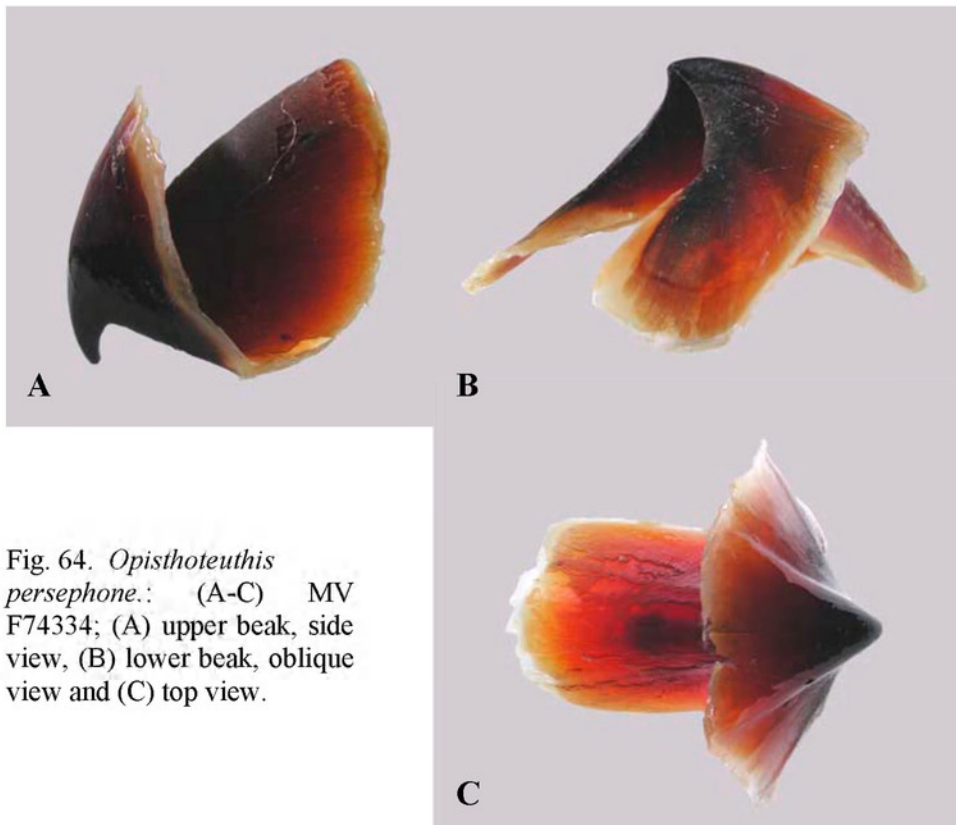 A
B
Fig. 64. Opisthoteuthis
persephone.: (A-C) MV
F74334; (A) upper beak, side
view, (B) lower beak, oblique
view and (C) top view.
C